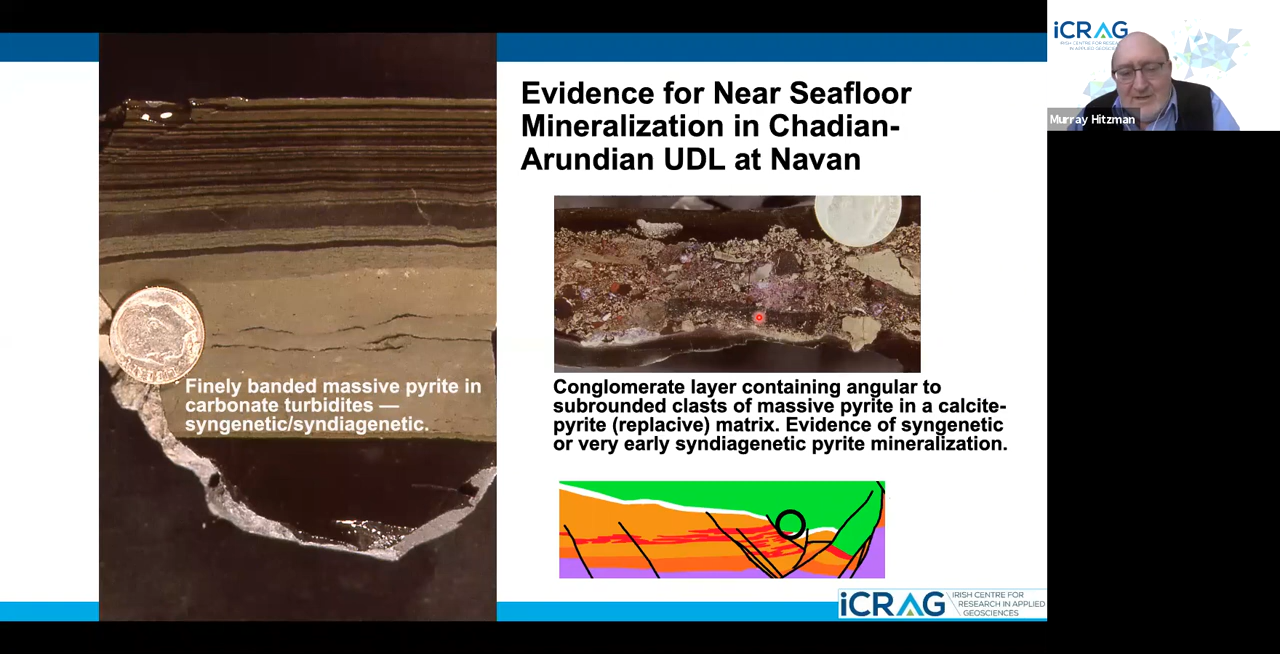 Evidence for Near Seafloor
Mineralization in Chadian-
Arundian UDL at Navan
Finely banded massive pyrite in
carbonate turbidites —
syngenetic/syndiagenetic.
Conglomerate layer containing angular to
subrounded clasts of massive pyrite in a calcite-
pyrite (replacive) matrix. Evidence of syngenetic
or very early syndiagenetic pyrite mineralization.
iCRAG
IRISH CENTRE FOR
RESEARCH IN APPLIED
GEOSCIENCES
iCRAG
Murray Hitzman